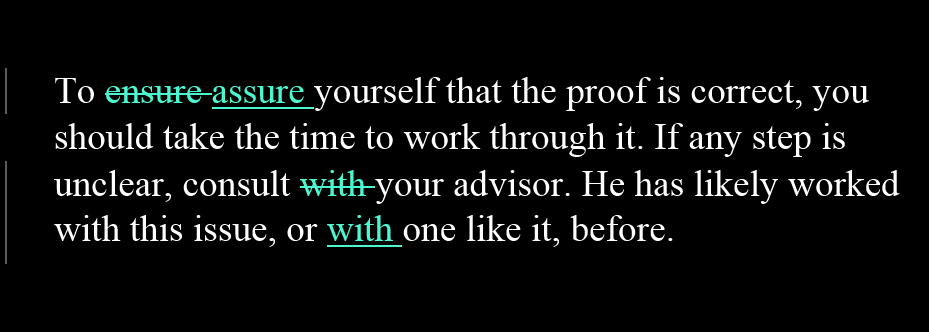 To ensure assure yourself that the proof is correct, you
should take the time to work through it. If any step is
unclear, consult with your advisor. He has likely worked
with this issue, or with one like it, before.